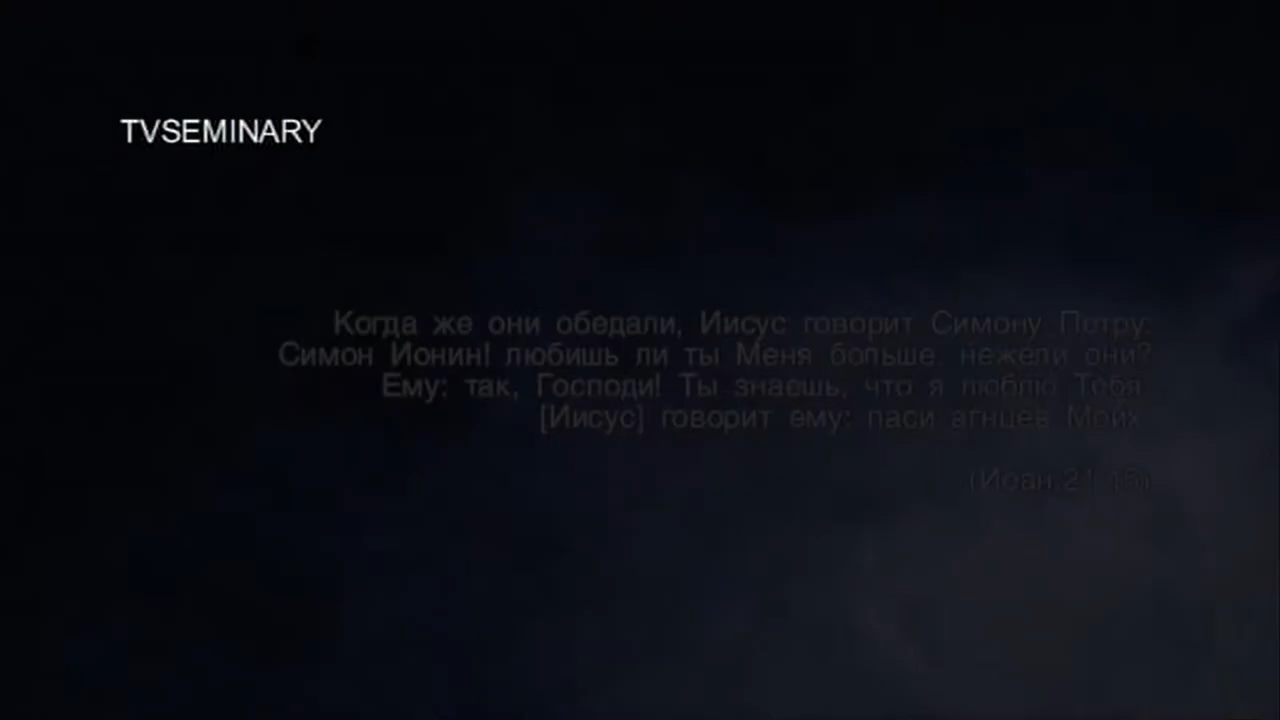 TVSEMINARY
Когда же они обедали, Иисус говорит Симону Петру:
Симон Ионин! любишь ли ты Меня больше, нежели они?
Ему: так, Господи! Ты знаешь, что я люблю Тебя.
[Иисус] говорит ему: паси агнцев Моих.
(Иоан.21:15)